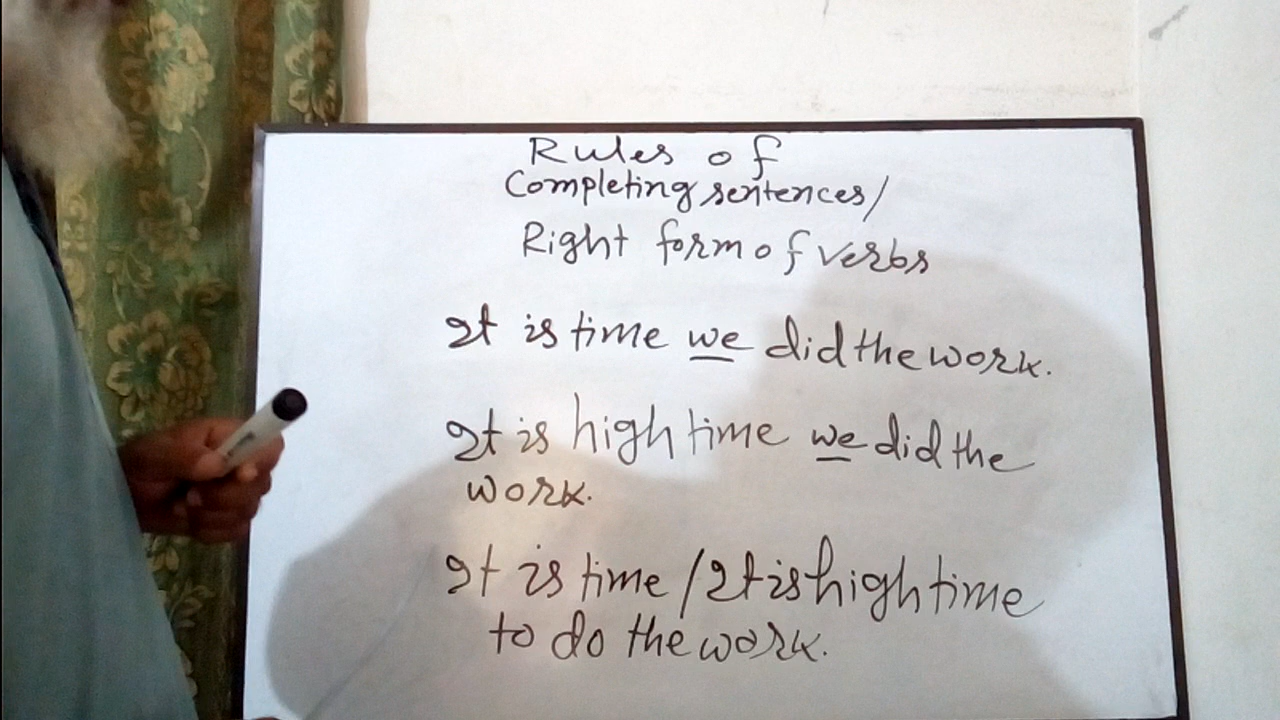 Rules of
Completing sentences/
Right form of verbs
It is time we did the work.
It is high time we did the
work.
It is time / It is high time
to do the work.